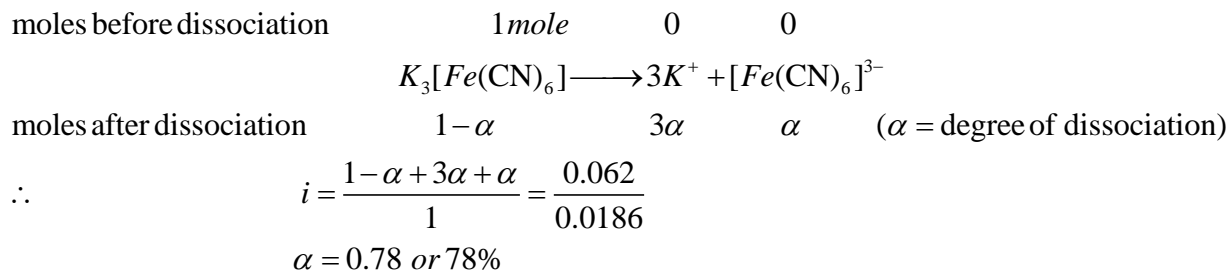 moles before dissociation 1mole 0 0
K₃[Fe(CN)₆]⟶3K⁺ +[Fe(CN)₆]³⁻
moles after dissociation 1−α 3α α (α = degree of dissociation)
∴ i = (1−α+3α+α)/1 = 0.062/0.0186
α = 0.78 or 78%